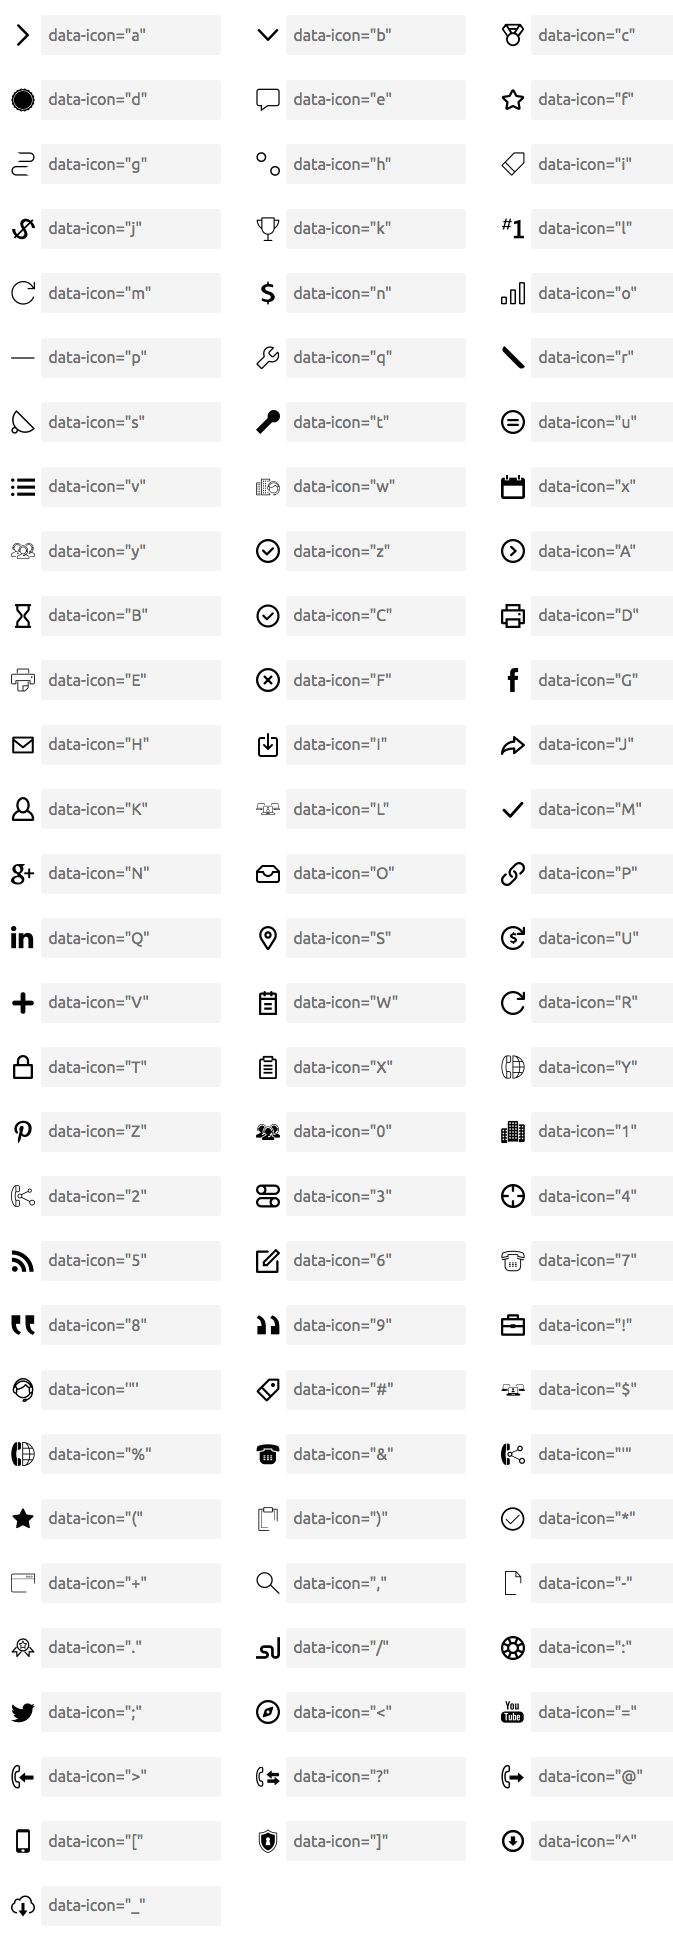 data-icon="a" data-icon="b" data-icon="c"
data-icon="d" data-icon="e" data-icon="f"
data-icon="g" data-icon="h" data-icon="i"
data-icon="j" data-icon="k" #1 data-icon="l"
data-icon="m" $ data-icon="n" data-icon="o"
data-icon="p" data-icon="q" data-icon="r"
data-icon="s" data-icon="t" data-icon="u"
data-icon="v" data-icon="w" data-icon="x"
data-icon="y" data-icon="z" data-icon="A"
data-icon="B" data-icon="C" data-icon="D"
data-icon="E" data-icon="F" f data-icon="G"
data-icon="H" data-icon="I" data-icon="J"
data-icon="K" data-icon="L" data-icon="M"
g+ data-icon="N" data-icon="O" data-icon="P"
in data-icon="Q" data-icon="S" $ data-icon="U"
data-icon="V" data-icon="W" data-icon="R"
data-icon="T" data-icon="X" data-icon="Y"
data-icon="Z" data-icon="0" data-icon="1"
data-icon="2" data-icon="3" data-icon="4"
data-icon="5" data-icon="6" data-icon="7"
data-icon="8" data-icon="9" data-icon="!"
data-icon='"' data-icon="#" data-icon="$"
data-icon="%" data-icon="&" data-icon="'"
data-icon="(" data-icon=")" data-icon="*"
data-icon="+" data-icon="," data-icon="-"
data-icon="." data-icon="/" data-icon=":"
data-icon=";" data-icon="<" You Tube data-icon="="
data-icon=">" data-icon="?" data-icon="@"
data-icon="[" data-icon="]" data-icon="^"
data-icon="_"